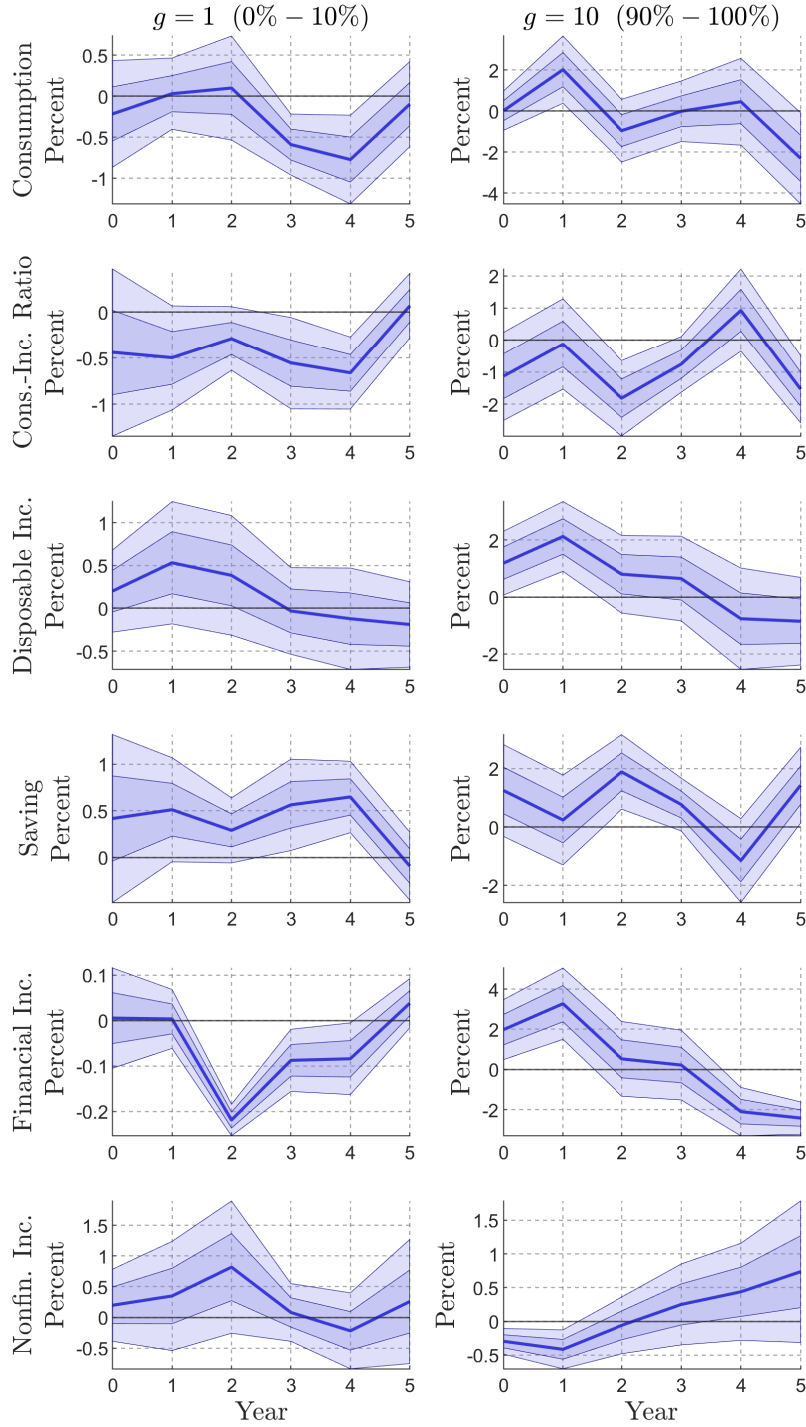 g = 1 (0% − 10%)
g = 10 (90% − 100%)
Consumption
Percent
0.5
0
-0.5
-1
0 1 2 3 4 5
Percent
2
0
-2
-4
0 1 2 3 4 5
Cons.-Inc. Ratio
Percent
0
-0.5
-1
0 1 2 3 4 5
Percent
2
1
0
-1
-2
0 1 2 3 4 5
Disposable Inc.
Percent
1
0.5
0
-0.5
0 1 2 3 4 5
Percent
2
0
-2
0 1 2 3 4 5
Saving
Percent
1
0.5
0
0 1 2 3 4 5
Percent
2
0
-2
0 1 2 3 4 5
Financial Inc.
Percent
0.1
0
-0.1
-0.2
0 1 2 3 4 5
Percent
4
2
0
-2
0 1 2 3 4 5
Nonfin. Inc.
Percent
1.5
1
0.5
0
-0.5
0 1 2 3 4 5
Year
Percent
1.5
1
0.5
0
-0.5
0 1 2 3 4 5
Year